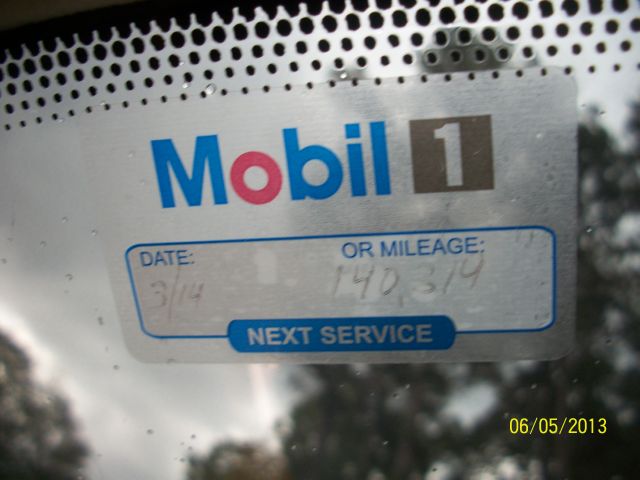 Mobil 1
DATE: OR MILEAGE:
3/14 140,314
NEXT SERVICE
06/05/2013